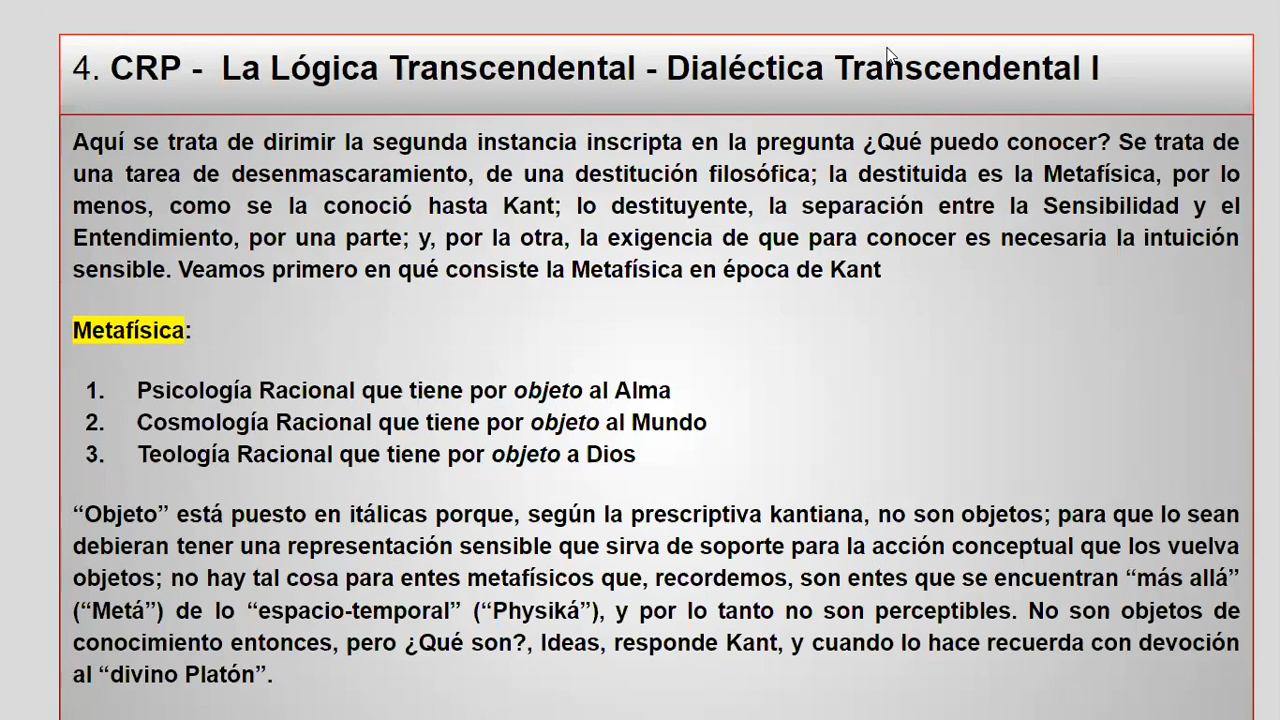 4. CRP - La Lógica Transcendental - Dialéctica Transcendental I
Aquí se trata de dirimir la segunda instancia inscripta en la pregunta ¿Qué puedo conocer? Se trata de
una tarea de desenmascaramiento, de una destitución filosófica; la destituida es la Metafísica, por lo
menos, como se la conoció hasta Kant; lo destituyente, la separación entre la Sensibilidad y el
Entendimiento, por una parte; y, por la otra, la exigencia de que para conocer es necesaria la intuición
sensible. Veamos primero en qué consiste la Metafísica en época de Kant
Metafísica:
1. Psicología Racional que tiene por objeto al Alma
2. Cosmología Racional que tiene por objeto al Mundo
3. Teología Racional que tiene por objeto a Dios
“Objeto” está puesto en itálicas porque, según la prescriptiva kantiana, no son objetos; para que lo sean
debieran tener una representación sensible que sirva de soporte para la acción conceptual que los vuelva
objetos; no hay tal cosa para entes metafísicos que, recordemos, son entes que se encuentran “más allá”
(“Metá”) de lo “espacio-temporal” (“Physiká”), y por lo tanto no son perceptibles. No son objetos de
conocimiento entonces, pero ¿Qué son?, Ideas, responde Kant, y cuando lo hace recuerda con devoción
al “divino Platón”.